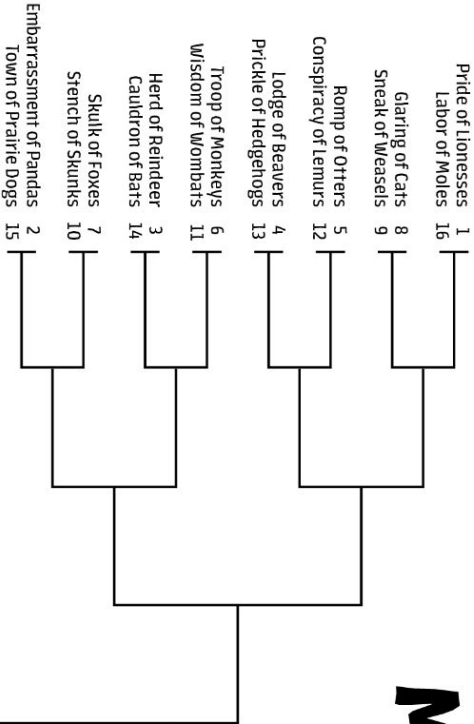 Pride of Lionesses 1
Labor of Moles 16
Glaring of Cats 8
Sneak of Weasels 9
Romp of Otters 5
Conspiracy of Lemurs 12
Lodge of Beavers 4
Prickle of Hedgehogs 13
Troop of Monkeys 6
Wisdom of Wombats 11
Herd of Reindeer 3
Cauldron of Bats 14
Skulk of Foxes 7
Stench of Skunks 10
Embarrassment of Pandas 2
Town of Prairie Dogs 15